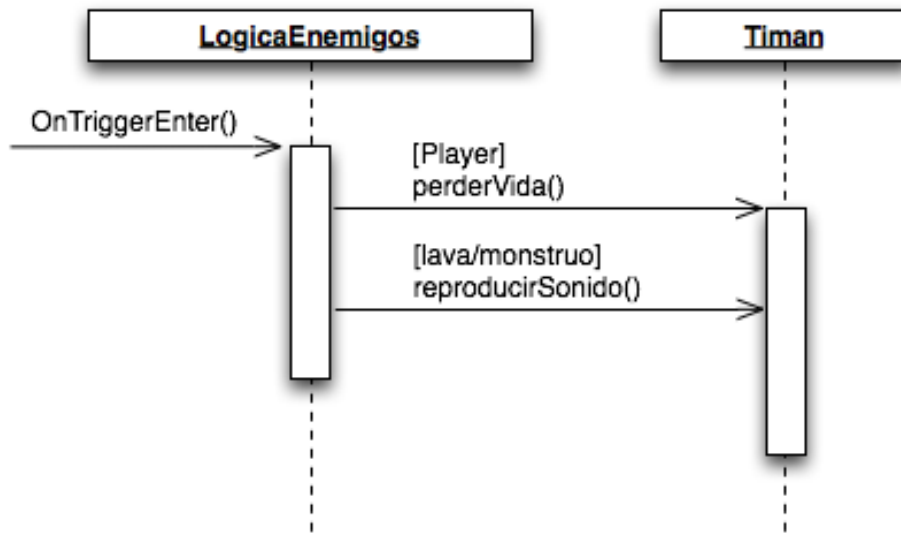 LogicaEnemigos
Timan
OnTriggerEnter()
[Player]
perderVida()
[lava/monstruo]
reproducirSonido()